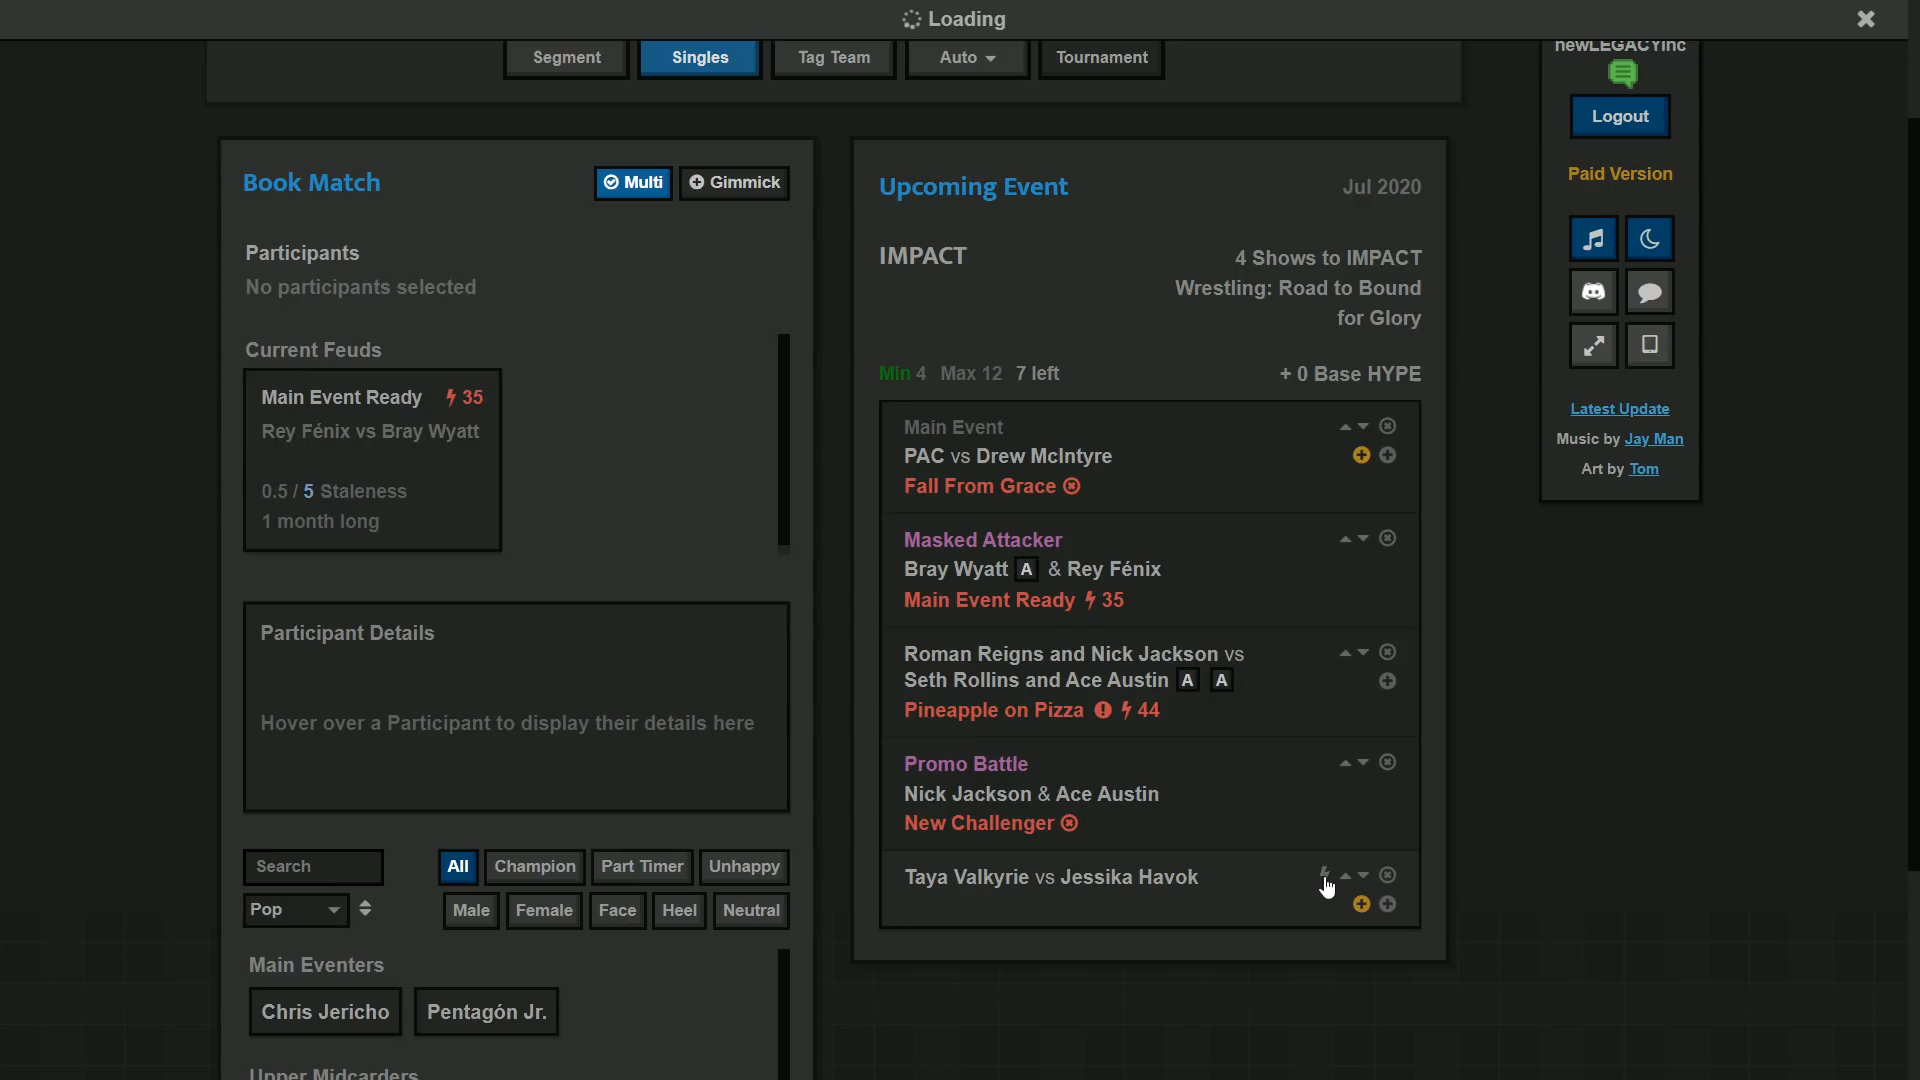 Loading
Segment
Singles
Tag Team
Auto
Tournament
newLEGACYinc
Logout
Paid Version
Latest Update
Music by Jay Man
Art by Tom
Book Match
Multi
Gimmick
Participants
No participants selected
Current Feuds
Main Event Ready 35
Rey Fénix vs Bray Wyatt
0.5 / 5 Staleness
1 month long
Participant Details
Hover over a Participant to display their details here
Search
All
Champion
Part Timer
Unhappy
Pop
Male
Female
Face
Heel
Neutral
Main Eventers
Chris Jericho
Pentagón Jr.
Upper Midcarders
Upcoming Event
Jul 2020
IMPACT
4 Shows to IMPACT
Wrestling: Road to Bound
for Glory
Min 4 Max 12 7 left
+ 0 Base HYPE
Main Event
PAC vs Drew McIntyre
Fall From Grace
Masked Attacker
Bray Wyatt A & Rey Fénix
Main Event Ready 35
Roman Reigns and Nick Jackson vs
Seth Rollins and Ace Austin A A
Pineapple on Pizza 44
Promo Battle
Nick Jackson & Ace Austin
New Challenger
Taya Valkyrie vs Jessika Havok